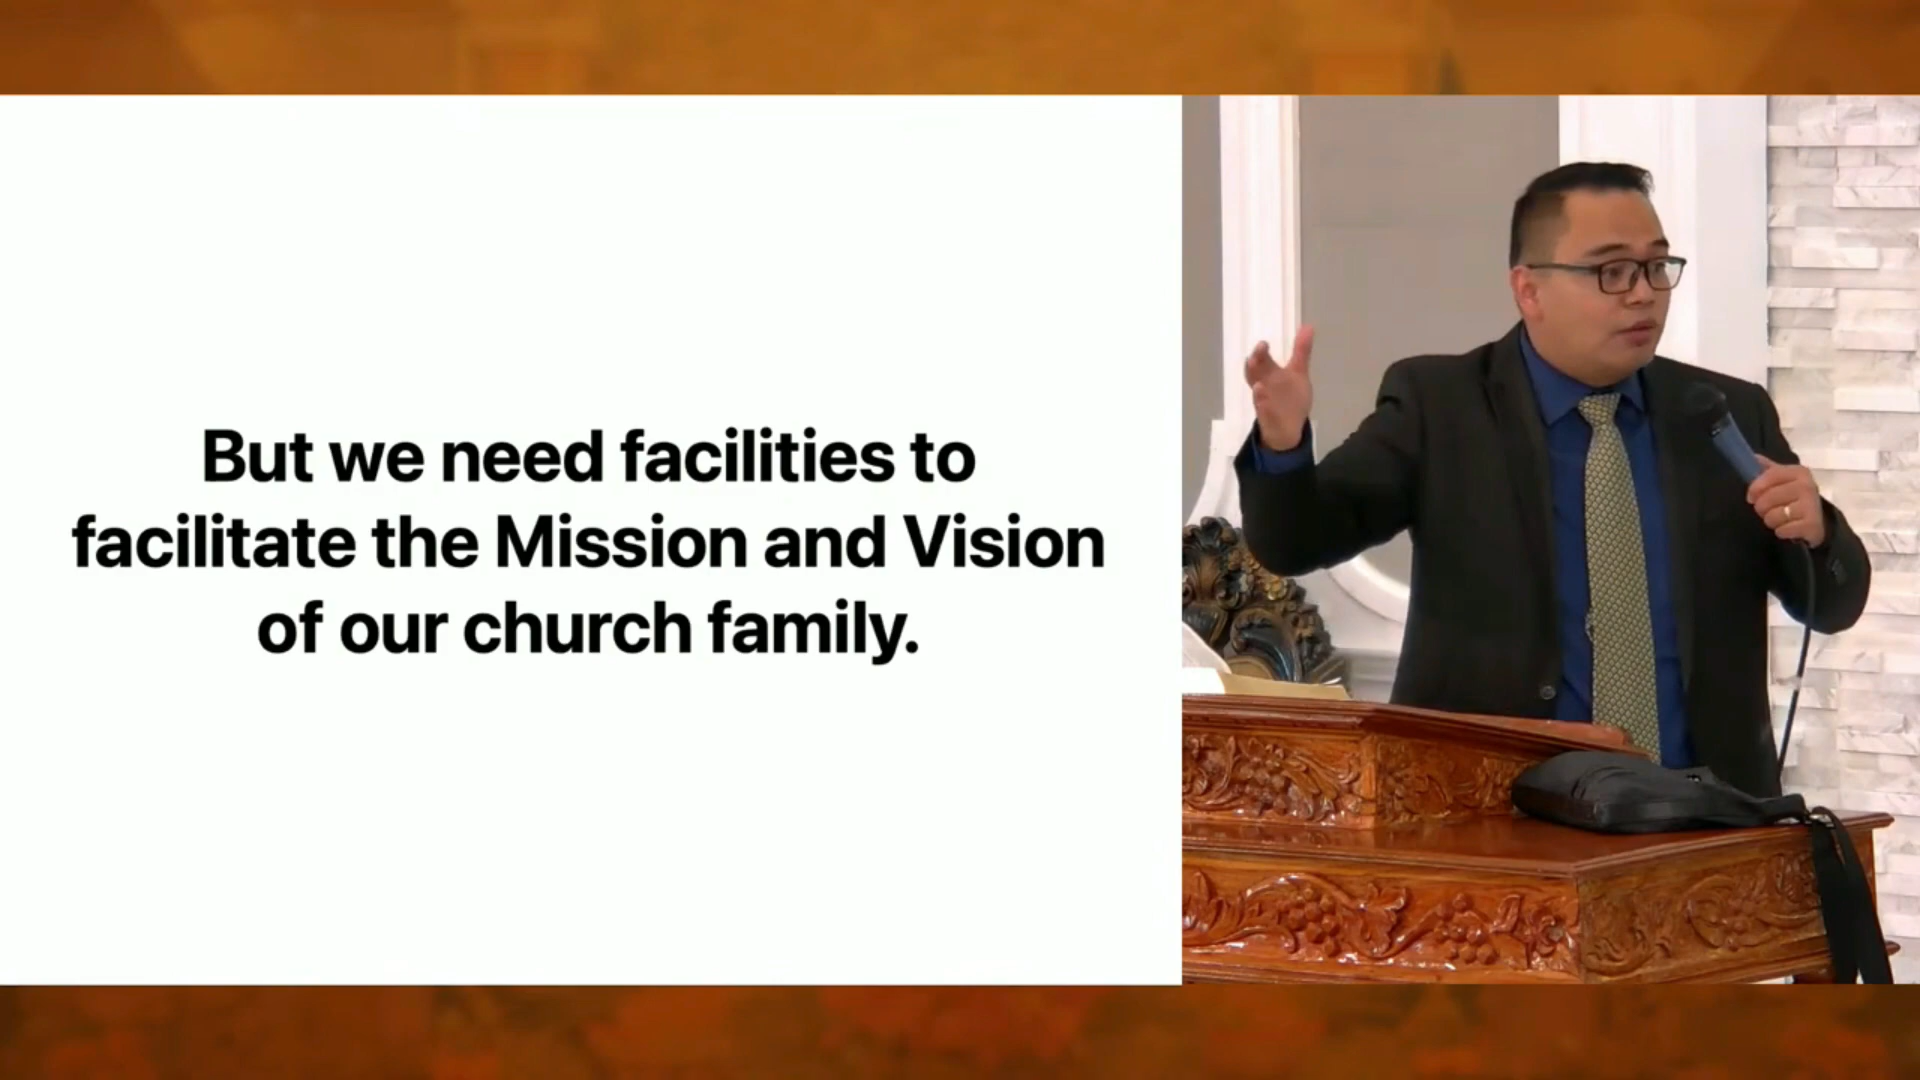 But we need facilities to
facilitate the Mission and Vision
of our church family.